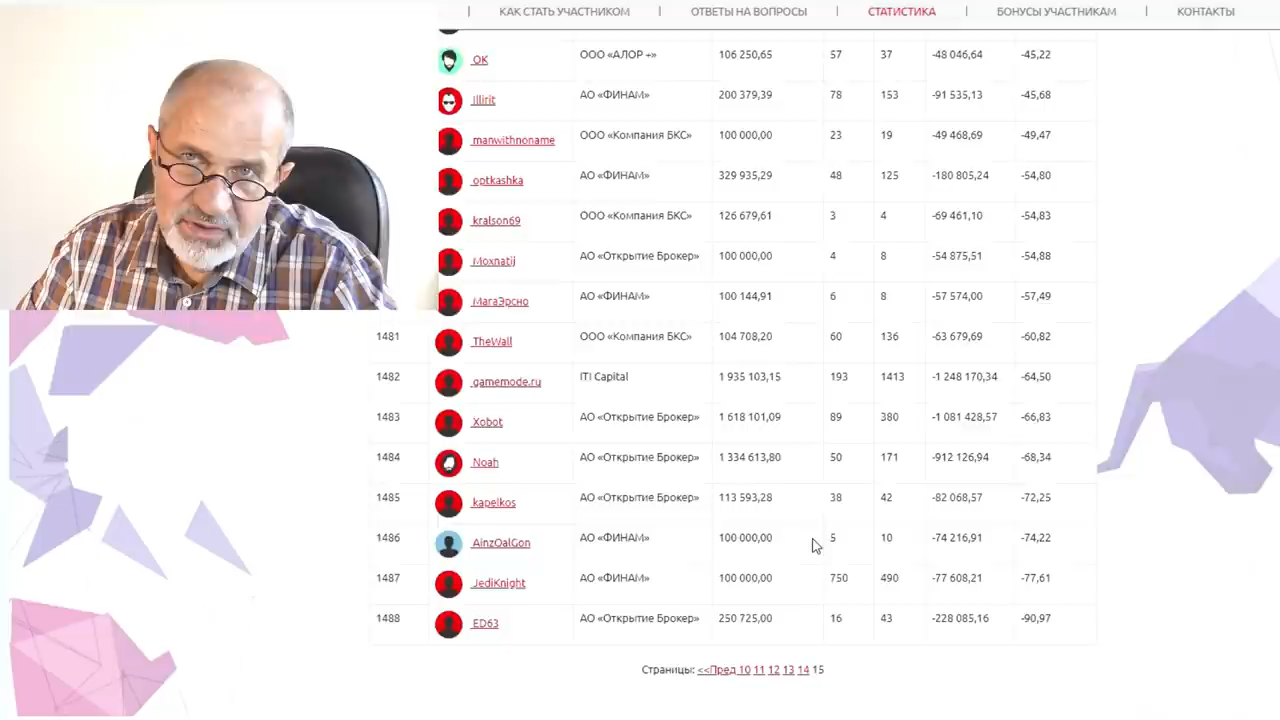 КАК СТАТЬ УЧАСТНИКОМ | ОТВЕТЫ НА ВОПРОСЫ | СТАТИСТИКА | БОНУСЫ УЧАСТНИКАМ | КОНТАКТЫ
OK ООО «АЛОР +» 106 250,65 57 37 -48 046,64 -45,22
Illirit АО «ФИНАМ» 200 379,39 78 153 -91 535,13 -45,68
manwithnoname ООО «Компания БКС» 100 000,00 23 19 -49 468,69 -49,47
optkashka АО «ФИНАМ» 329 935,29 48 125 -180 805,24 -54,80
kralson69 ООО «Компания БКС» 126 679,61 3 4 -69 461,10 -54,83
Moxnatij АО «Открытие Брокер» 100 000,00 4 8 -54 875,51 -54,88
МагаЭрсно АО «ФИНАМ» 100 144,91 6 8 -57 574,00 -57,49
1481 TheWall ООО «Компания БКС» 104 708,20 60 136 -63 679,69 -60,82
1482 gamemode.ru ITI Capital 1 935 103,15 193 1413 -1 248 170,34 -64,50
1483 Xobot АО «Открытие Брокер» 1 618 101,09 89 380 -1 081 428,57 -66,83
1484 Noah АО «Открытие Брокер» 1 334 613,80 50 171 -912 126,94 -68,34
1485 kapelkos АО «Открытие Брокер» 113 593,28 38 42 -82 068,57 -72,25
1486 AinzOalGon АО «ФИНАМ» 100 000,00 5 10 -74 216,91 -74,22
1487 JediKnight АО «ФИНАМ» 100 000,00 750 490 -77 608,21 -77,61
1488 ED63 АО «Открытие Брокер» 250 725,00 16 43 -228 085,16 -90,97
Страницы: <<Пред 10 11 12 13 14 15